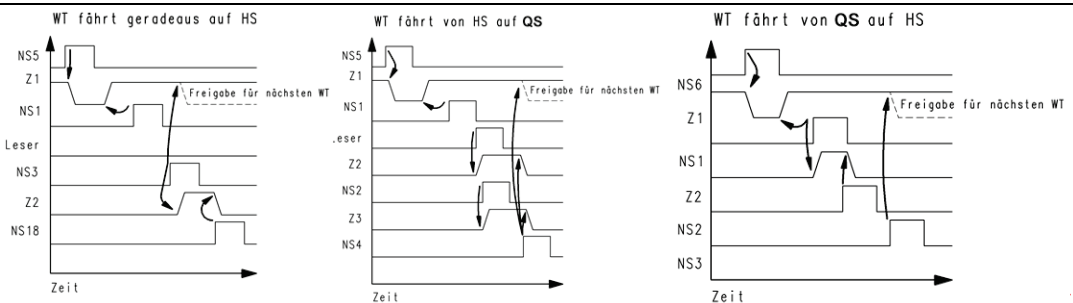 WT fährt geradeaus auf HS
NS5
Z1
Freigabe für nächsten WT
NS1
Leser
NS3
Z2
NS18
Zeit
WT fährt von HS auf QS
NS5
Z1
Freigabe für nächsten WT
NS1
.eser
Z2
NS2
Z3
NS4
Zeit
WT fährt von QS auf HS
NS6
Freigabe für nächsten WT
Z1
NS1
Z2
NS2
NS3
Zeit